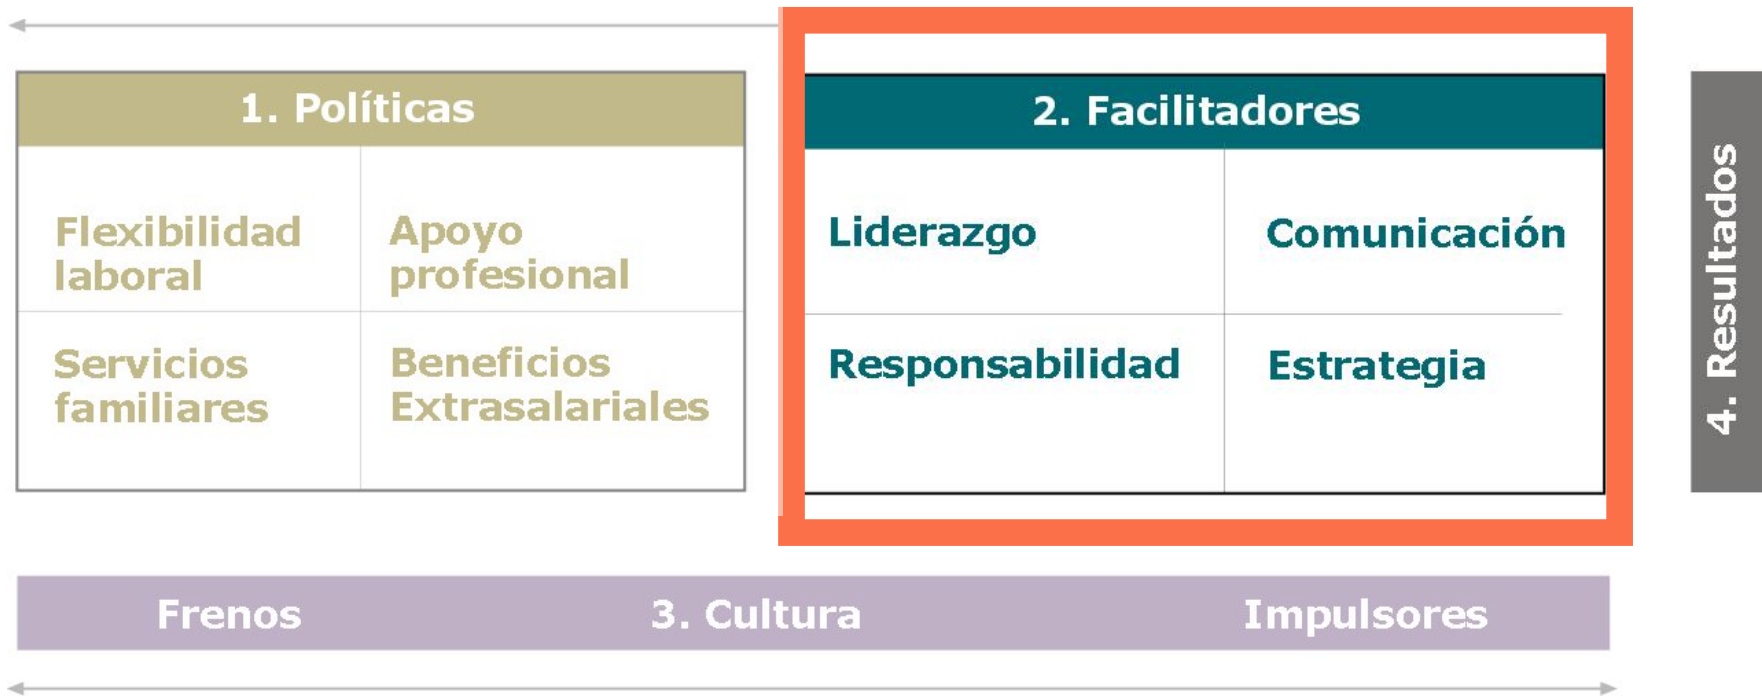 1. Políticas
Flexibilidad
laboral
Apoyo
profesional
Servicios
familiares
Beneficios
Extrasalariales
2. Facilitadores
Liderazgo
Comunicación
Responsabilidad
Estrategia
Frenos
3. Cultura
Impulsores
4. Resultados